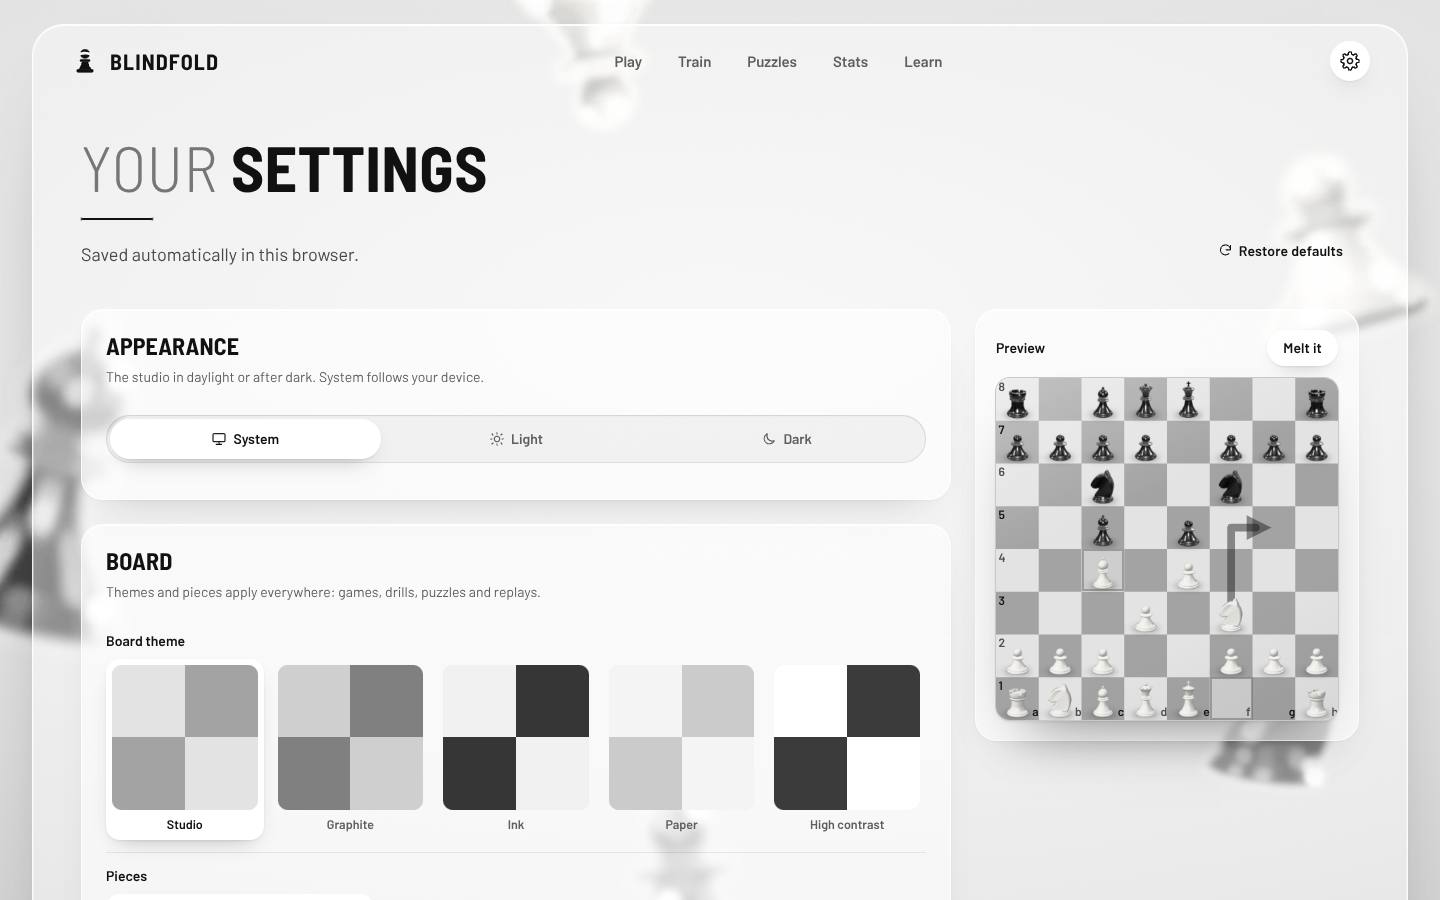 BLINDFOLD
Play
Train
Puzzles
Stats
Learn
YOUR SETTINGS
Saved automatically in this browser.
Restore defaults
APPEARANCE
The studio in daylight or after dark. System follows your device.
System
Light
Dark
BOARD
Themes and pieces apply everywhere: games, drills, puzzles and replays.
Board theme
Studio
Graphite
Ink
Paper
High contrast
Pieces
Preview
Melt it
8
7
6
5
4
3
2
1
a
b
c
d
e
f
g
h